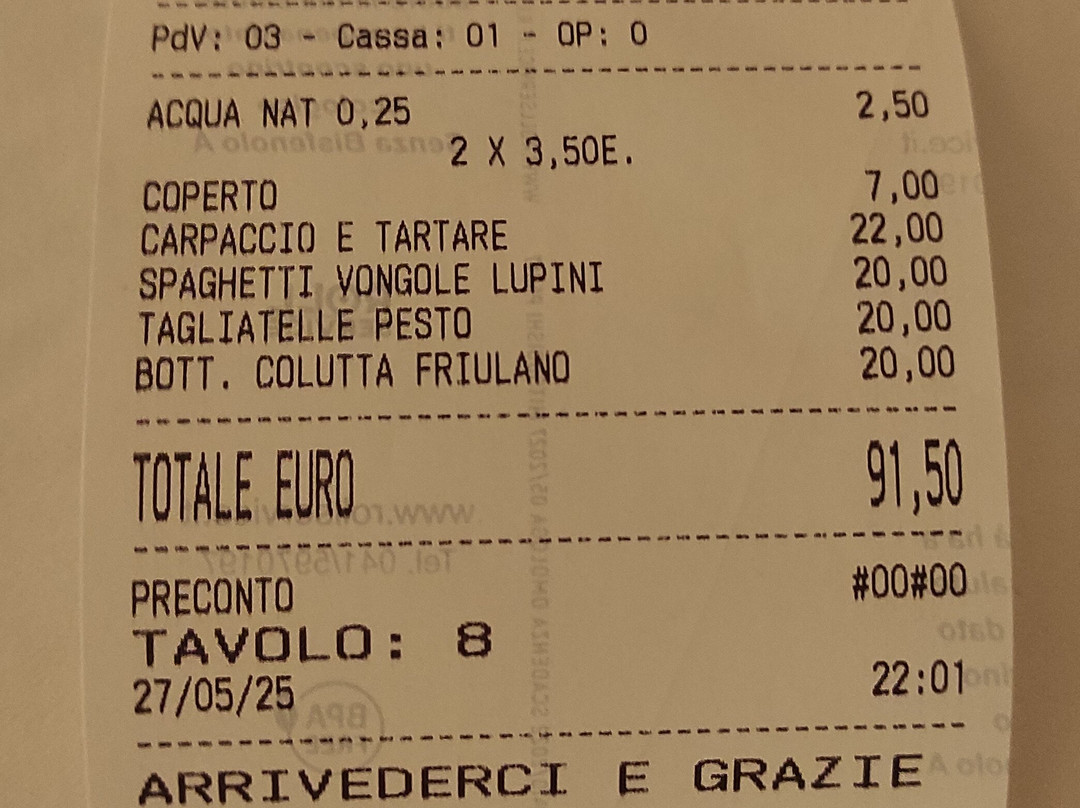 PdV: 03 - Cassa: 01 - OP: 0
ACQUA NAT 0,25 2,50
2 X 3,50E.
COPERTO 7,00
CARPACCIO E TARTARE 22,00
SPAGHETTI VONGOLE LUPINI 20,00
TAGLIATELLE PESTO 20,00
BOTT. COLUTTA FRIULANO 20,00
TOTALE EURO 91,50
PRECONTO #00#00
TAVOLO: 8
27/05/25 22:01
ARRIVEDERCI E GRAZIE